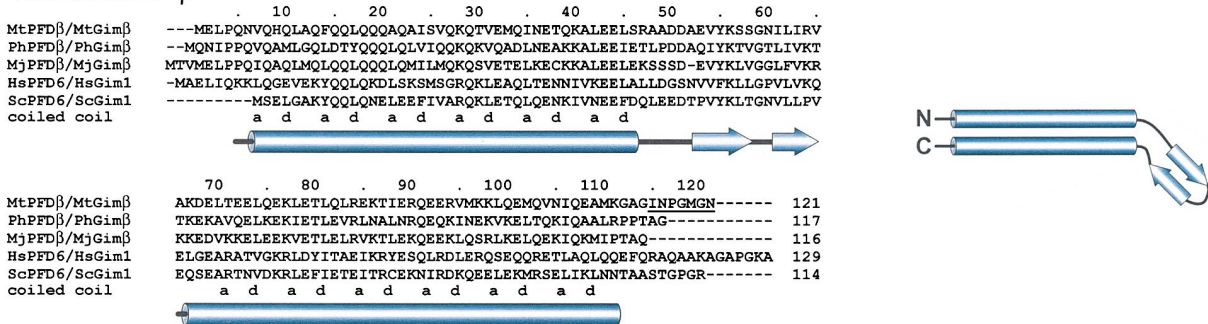 10 . 20 . 30 . 40 . 50 . 60 .
MtPFDβ/MtGimβ ---MELPQNVQHQLAQFQQLQQQAQAISVQKQTVEMQINETQKALEELSRAADDAEVYKSSGNILIRV
PhPFDβ/PhGimβ --MQNIPPQVQAMLGQLDTYQQQLQLVIQQKQKVQADLNEAKKALEEIETLPDDAQIYKTVGTLIVKT
MjPFDβ/MjGimβ MTVMELPPQIQAQLMQLQQLQQQLQMILMQKQSVETELKECKKALEELEKSSSD-EVYKLVGGLFVKR
HsPFD6/HsGim1 -MAELIQKKLQGEVEKYQQLQKDLSKSMSGRQKLEAQLTENNIVKEELALLDGSNVVFKLLGPVLVKQ
ScPFD6/ScGim1 ---------MSELGAKYQQLQNELEEFIVARQKLETQLQENKIVNEEFDQLEEDTPVYKLTGNVLLPV
coiled coil a d a d a d a d a d a d
N
C
70 . 80 . 90 . 100 . 110 . 120
MtPFDβ/MtGimβ AKDELTEELQEKLETLQLREKTIERQEERVMKKLQEMQVNIQEAMKGAGINPGMGN------ 121
PhPFDβ/PhGimβ TKEKAVQELKEKIETLEVRLNALNRQEQKINEKVKELTQKIQAALRPPTAG----------- 117
MjPFDβ/MjGimβ KKEDVKKELEEKVETLELRVKTLEKQEEKLQSRLKELQEKIQKMIPTAQ------------- 116
HsPFD6/HsGim1 ELGEARATVGKRLDYITAEIKRYESQLRDLERQSEQQRETLAQLQQEFQRAQAAKAGAPGKA 129
ScPFD6/ScGim1 EQSEARTNVDKRLEFIETEITRCEKNIRDKQEELEKMRSELIKLNNTAASTGPGR------- 114
coiled coil a d a d a d a d a d a d